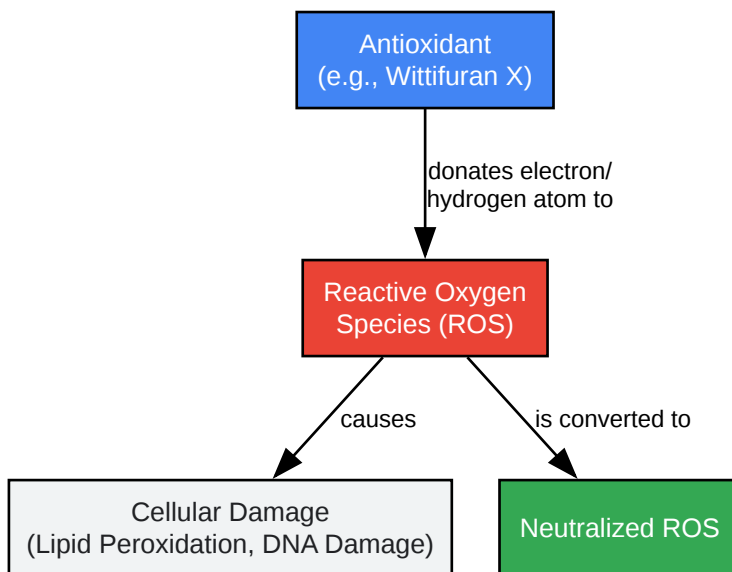 Antioxidant
(e.g., Wittifuran X)
donates electron/
hydrogen atom to
Reactive Oxygen
Species (ROS)
causes
is converted to
Cellular Damage
(Lipid Peroxidation, DNA Damage)
Neutralized ROS